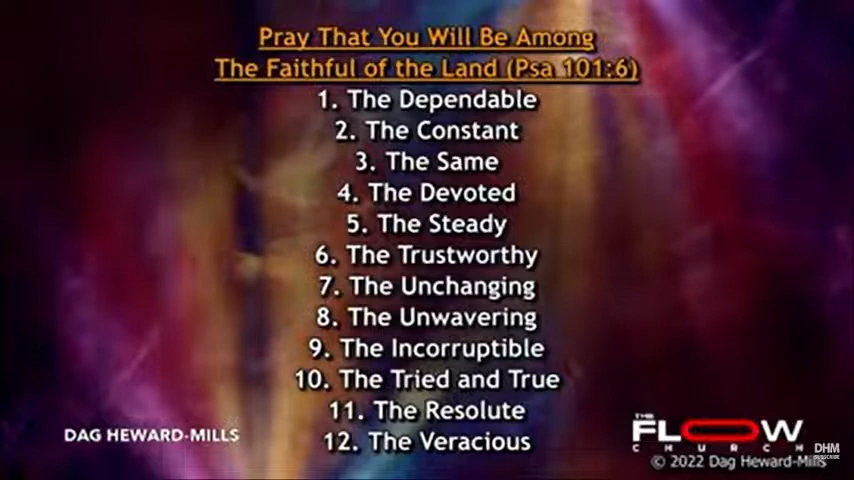 Pray That You Will Be Among
The Faithful of the Land (Psa 101:6)
1. The Dependable
2. The Constant
3. The Same
4. The Devoted
5. The Steady
6. The Trustworthy
7. The Unchanging
8. The Unwavering
9. The Incorruptible
10. The Tried and True
11. The Resolute
12. The Veracious
DAG HEWARD-MILLS
THE
FLOW
CHURCH
DHM
SUBSCRIBE
© 2022 Dag Heward-Mills